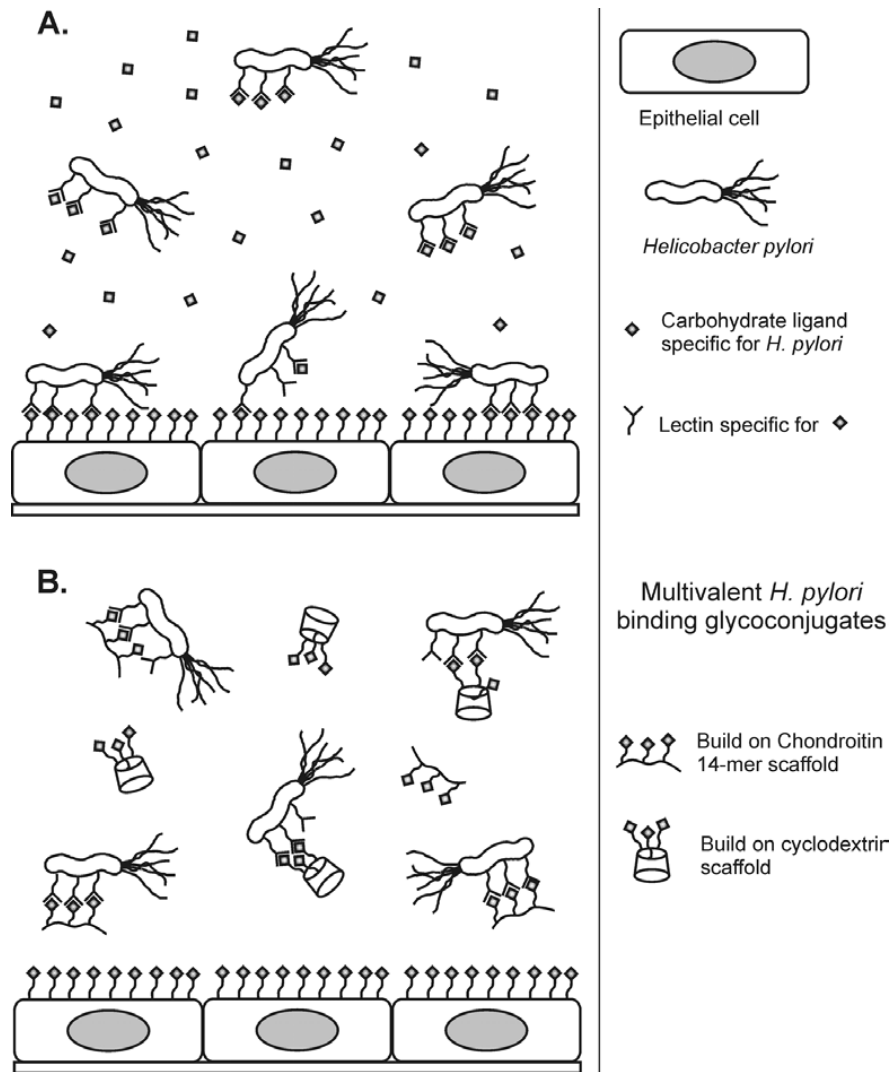 A.
Epithelial cell
Helicobacter pylori
Carbohydrate ligand
specific for H. pylori
Lectin specific for
B.
Multivalent H. pylori
binding glycoconjugates
Build on Chondroitin
14-mer scaffold
Build on cyclodextrin
scaffold